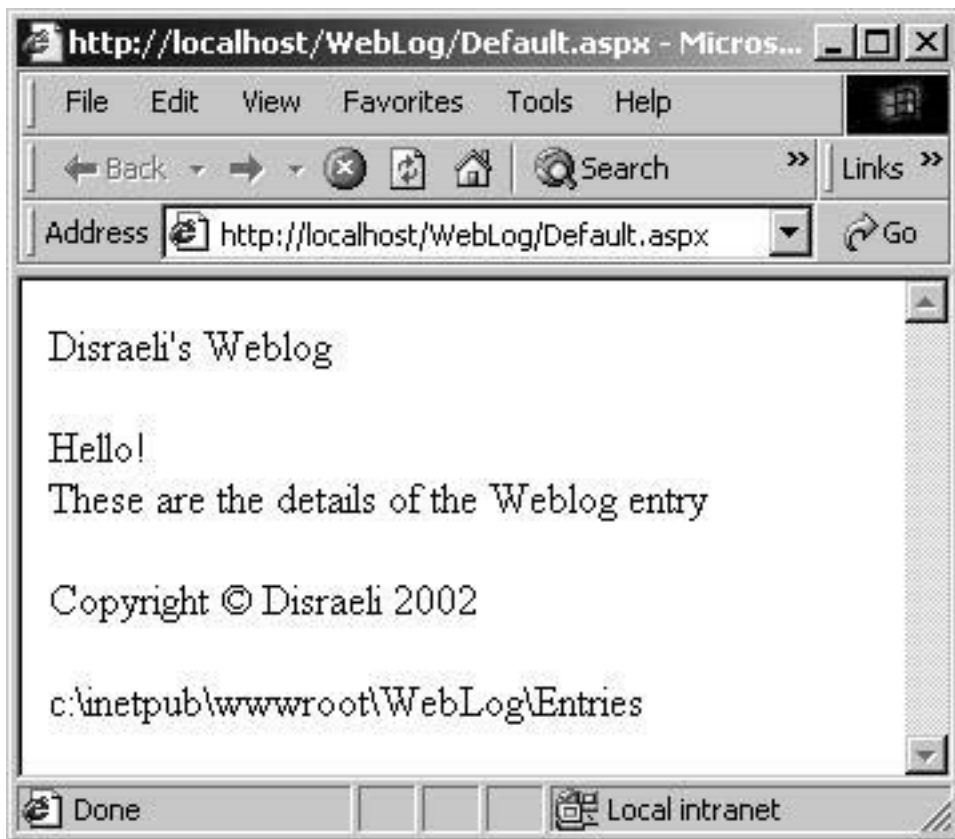 http://localhost/WebLog/Default.aspx - Micros...
File Edit View Favorites Tools Help
Back Search » Links »
Address http://localhost/WebLog/Default.aspx Go
Disraeli's Weblog
Hello!
These are the details of the Weblog entry
Copyright © Disraeli 2002
c:\inetpub\wwwroot\WebLog\Entries
Done Local intranet